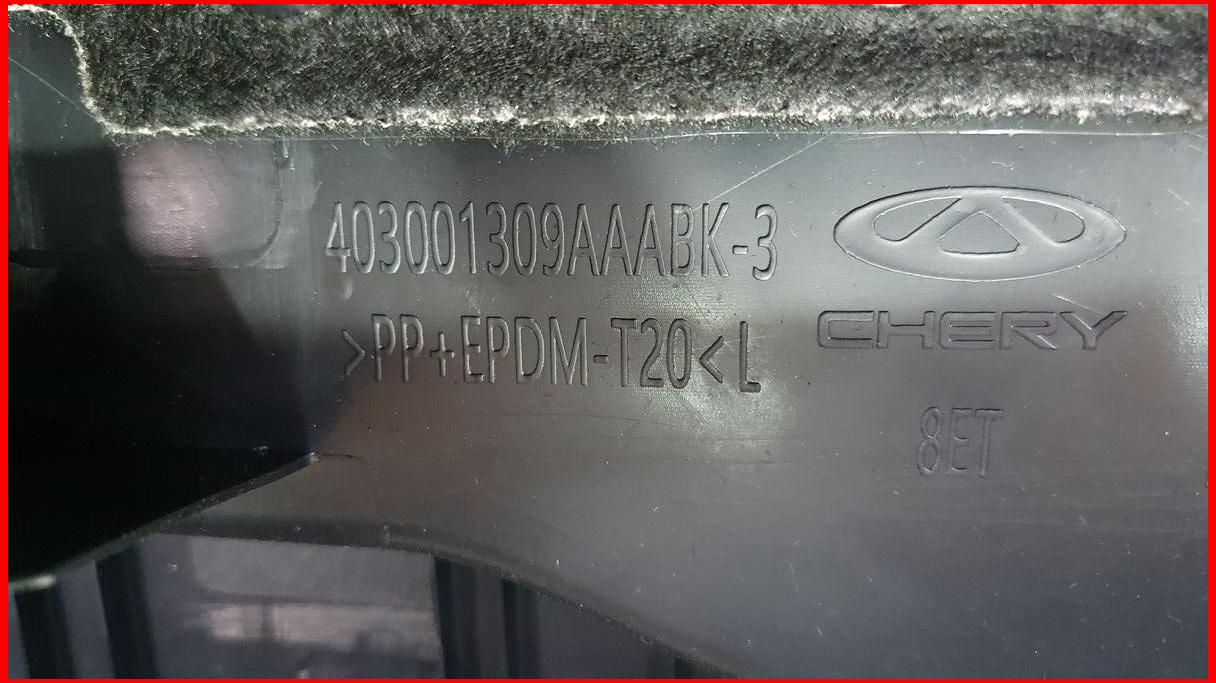 403001309AAABK-3
>PP+EPDM-T20< L
CHERY
8ET